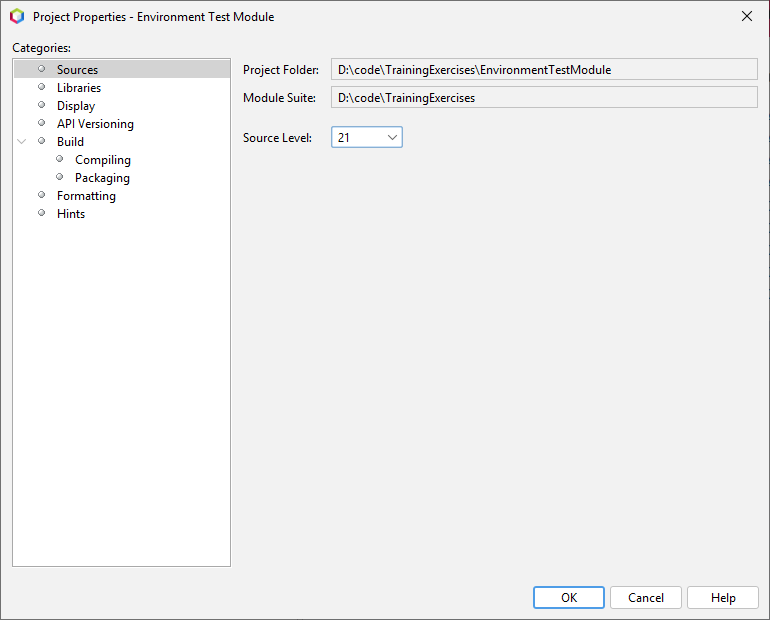 Project Properties - Environment Test Module
Categories:
Sources
Libraries
Display
API Versioning
Build
Compiling
Packaging
Formatting
Hints
Project Folder: D:\code\TrainingExercises\EnvironmentTestModule
Module Suite: D:\code\TrainingExercises
Source Level: 21
OK Cancel Help